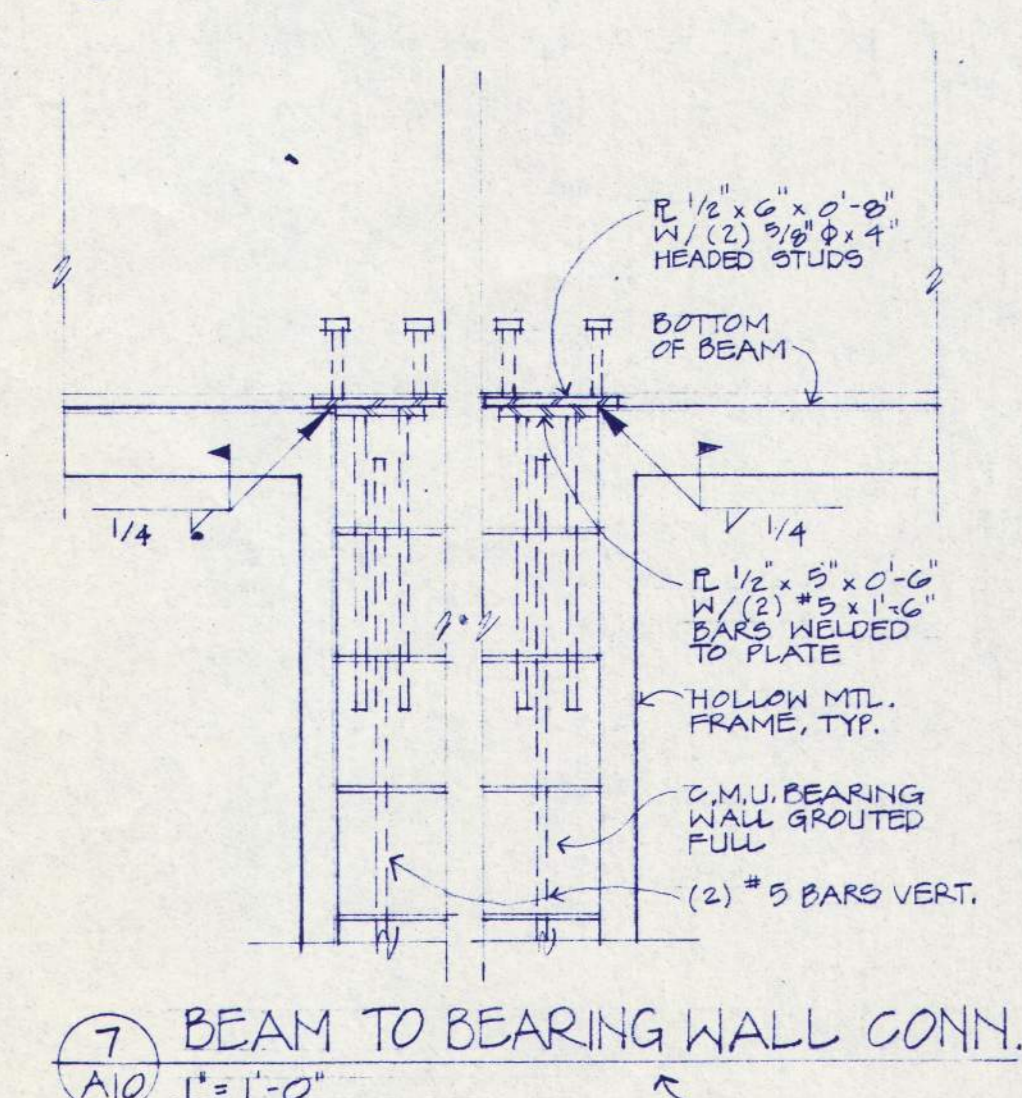 ℄ 1/2" x 6" x 0'-8"
W/ (2) 5/8" ϕ x 4"
HEADED STUDS
BOTTOM
OF BEAM
1/4
1/4
℄ 1/2" x 5" x 0'-6"
W/ (2) #5 x 1'-6"
BARS WELDED
TO PLATE
HOLLOW MTL.
FRAME, TYP.
C.M.U. BEARING
WALL GROUTED
FULL
(2) #5 BARS VERT.
7 BEAM TO BEARING WALL CONN.
A10 1" = 1'-0"